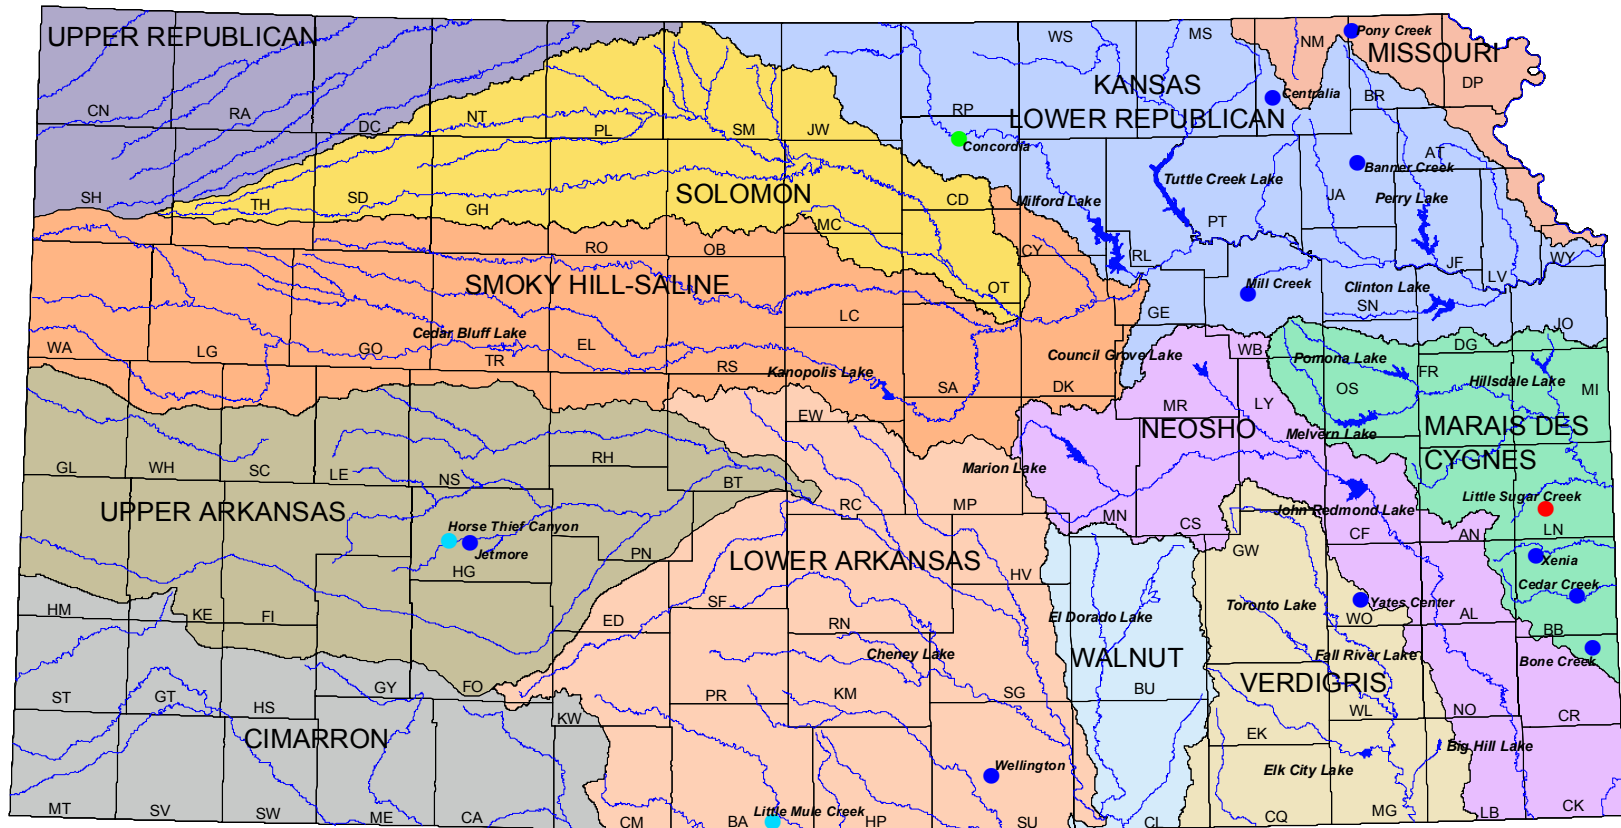 UPPER REPUBLICAN
WS
MS
NM
Pony Creek
MISSOURI
KANSAS
DP
CN
RA
DC
NT
PL
SM
JW
RP
LOWER REPUBLICAN
Centralia
BR
Concordia
AT
Banner Creek
SH
TH
SD
GH
SOLOMON
CD
Milford Lake
Tuttle Creek Lake
JA
Perry Lake
MC
PT
RO
OB
CY
RL
JF
LV
WY
SMOKY HILL-SALINE
OT
Mill Creek
Clinton Lake
LC
GE
SN
JO
WA
LG
GO
Cedar Bluff Lake
TR
EL
RS
Kanopolis Lake
SA
DK
Council Grove Lake
WB
Pomona Lake
DG
FR
Hillsdale Lake
MI
OS
EW
MR
LY
NEOSHO
Melvern Lake
MARAIS DES
CYGNES
GL
WH
SC
LE
NS
RH
BT
Marion Lake
UPPER ARKANSAS
RC
MP
MN
CS
John Redmond Lake
Little Sugar Creek
Horse Thief Canyon
Jetmore
PN
LOWER ARKANSAS
GW
CF
AN
LN
HG
HV
Xenia
HM
KE
FI
ED
SF
RN
El Dorado Lake
Toronto Lake
Yates Center
WO
AL
Cedar Creek
BB
Cheney Lake
WALNUT
Fall River Lake
Bone Creek
ST
GT
HS
GY
FO
PR
KM
SG
BU
VERDIGRIS
WL
NO
CR
KW
CIMARRON
EK
Big Hill Lake
Wellington
Elk City Lake
MT
SV
SW
ME
CA
CM
BA
Little Mule Creek
HP
SU
CL
CQ
MG
LB
CK